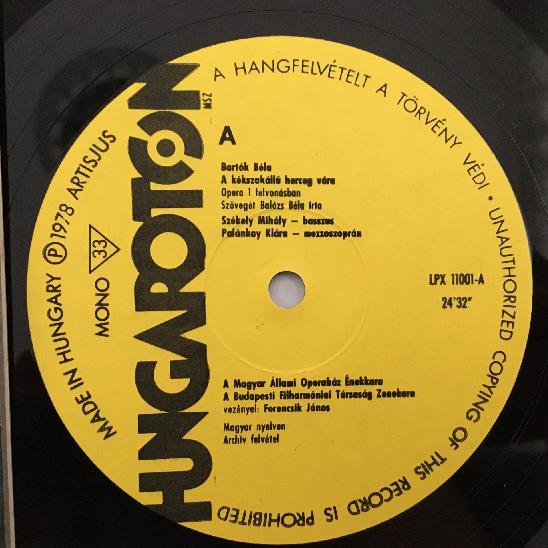 HUNGAROTON
MSZ
A HANGFELVÉTELT A TÖRVÉNY VÉDI • UNAUTHORIZED COPYING OF THIS RECORD IS PROHIBITED
MADE IN HUNGARY Ⓟ 1978 ARTISJUS
MONO 33
A
Bartók Béla
A kékszakállú herceg vára
Opera 1 felvonásban
Szövegét Balázs Béla írta
Székely Mihály – basszus
Palánkay Klára – mezzoszoprán
LPX 11001-A
24'32"
A Magyar Állami Operaház Énekkara
A Budapesti Filharmóniai Társaság Zenekara
vezényel: Ferencsik János
Magyar nyelven
Archív felvétel